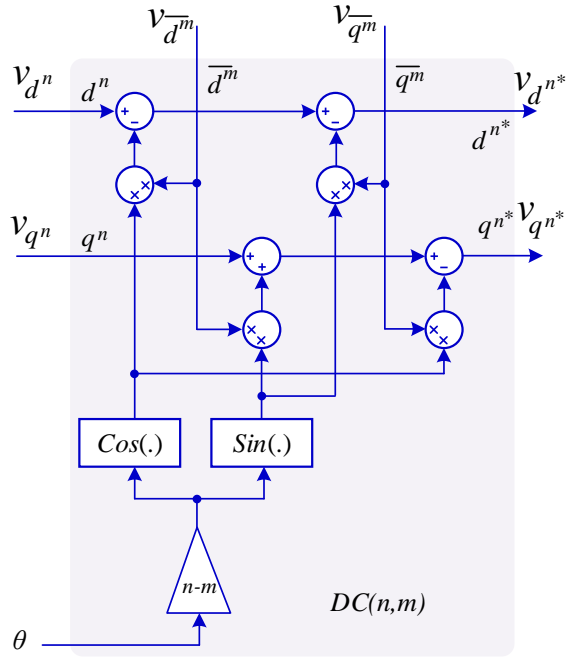 v_{\overline{d^m}} v_{\overline{q^m}}
\overline{d^m} \overline{q^m}
v_{d^n} d^n v_{d^{n*}}
+ − + −
d^{n*}
× × × ×
v_{q^n} q^n q^{n*} v_{q^{n*}}
+ + + −
× × × ×
Cos(.) Sin(.)
n-m
DC(n,m)
θ